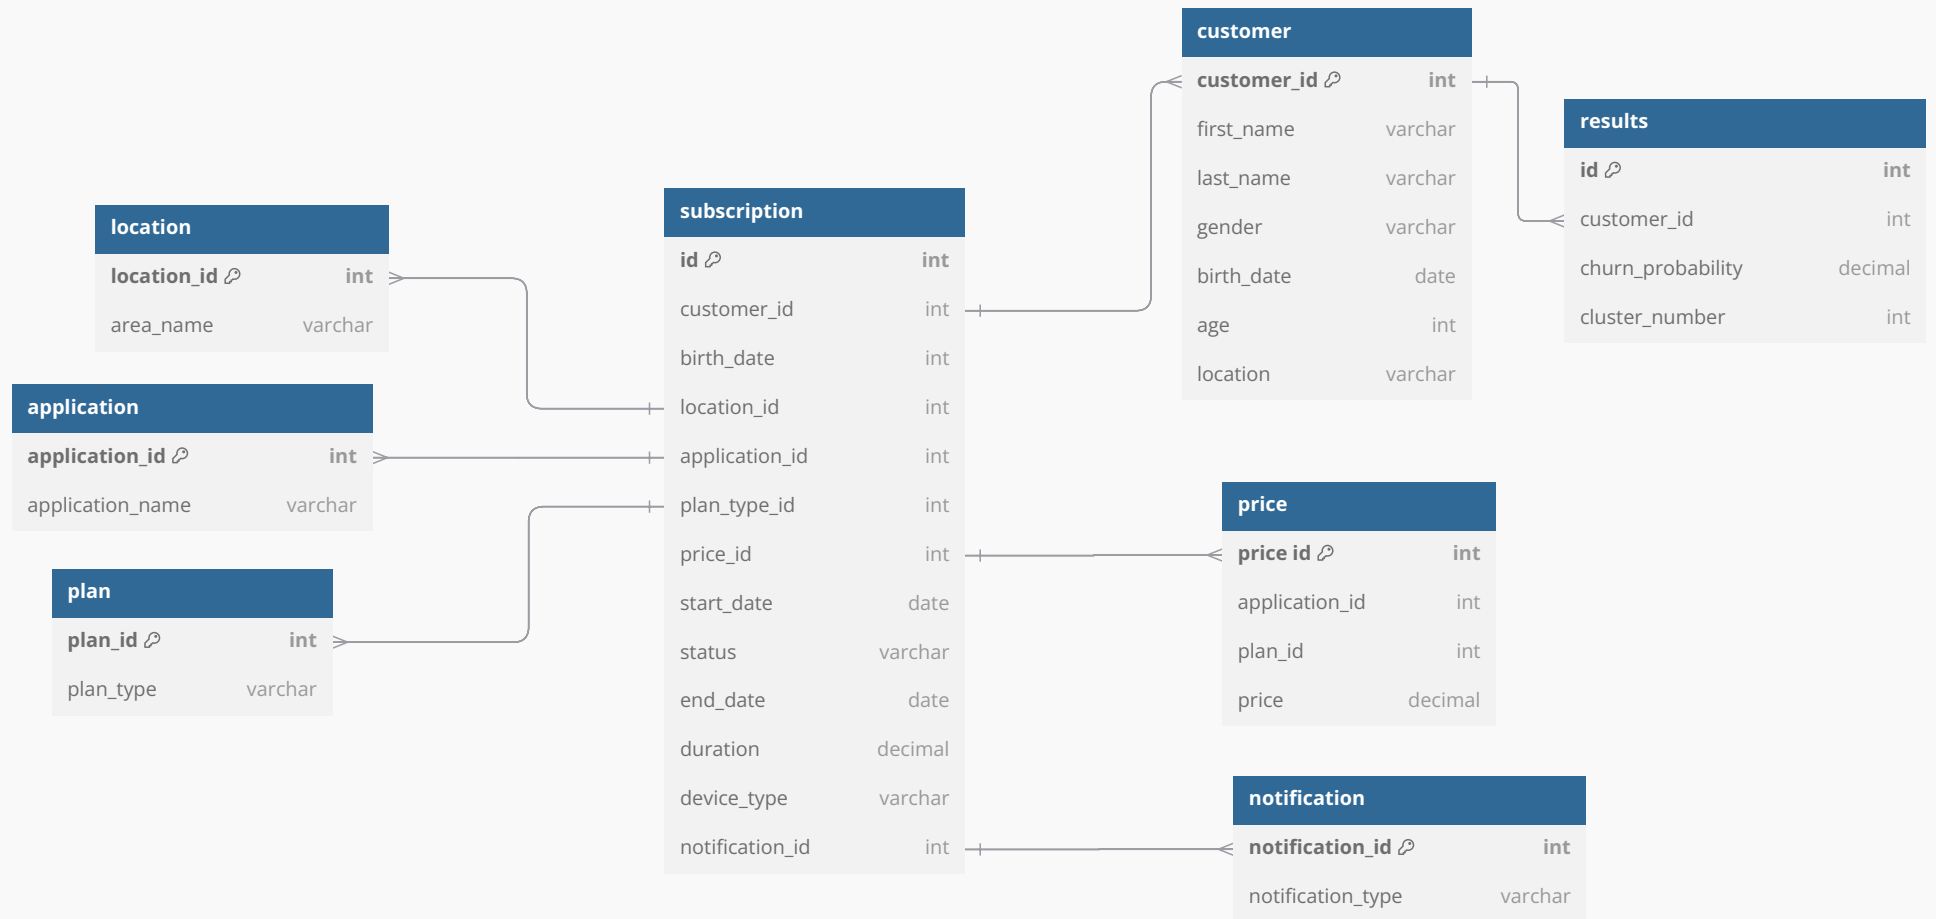 customer
customer_id int
first_name varchar
last_name varchar
gender varchar
birth_date date
age int
location varchar
results
id int
customer_id int
churn_probability decimal
cluster_number int
location
location_id int
area_name varchar
application
application_id int
application_name varchar
plan
plan_id int
plan_type varchar
subscription
id int
customer_id int
birth_date int
location_id int
application_id int
plan_type_id int
price_id int
start_date date
status varchar
end_date date
duration decimal
device_type varchar
notification_id int
price
price id int
application_id int
plan_id int
price decimal
notification
notification_id int
notification_type varchar